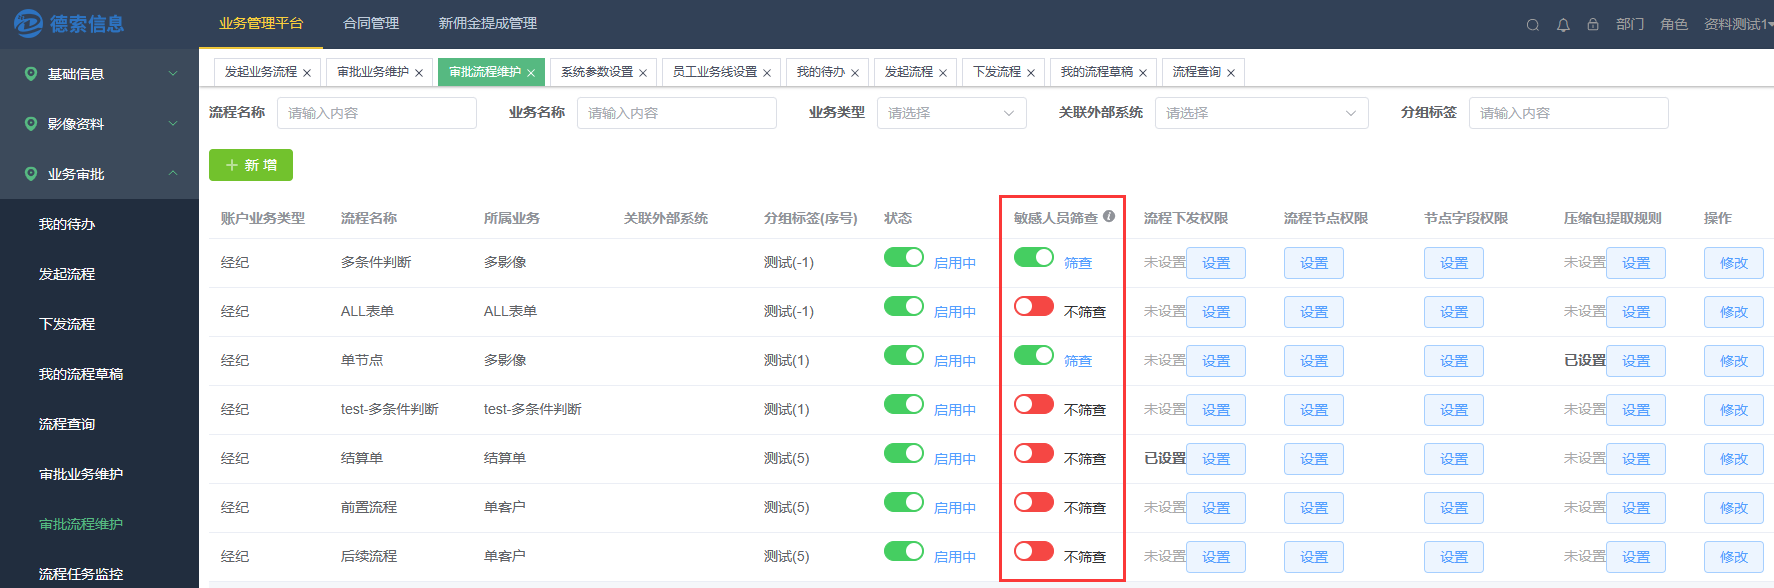 德索信息
业务管理平台 合同管理 新佣金提成管理 部门 角色 资料测试1
基础信息
影像资料
业务审批
我的待办
发起流程
下发流程
我的流程草稿
流程查询
审批业务维护
审批流程维护
流程任务监控
发起业务流程 × 审批业务维护 × 审批流程维护 × 系统参数设置 × 员工业务线设置 × 我的待办 × 发起流程 × 下发流程 × 我的流程草稿 × 流程查询 ×
流程名称 请输入内容 业务名称 请输入内容 业务类型 请选择 关联外部系统 请选择 分组标签 请输入内容
+ 新增
账户业务类型 流程名称 所属业务 关联外部系统 分组标签(序号) 状态 敏感人员筛查 流程下发权限 流程节点权限 节点字段权限 压缩包提取规则 操作
经纪 多条件判断 多影像 测试(-1) 启用中 筛查 未设置 设置 设置 设置 未设置 设置 修改
经纪 ALL表单 ALL表单 测试(-1) 启用中 不筛查 未设置 设置 设置 设置 未设置 设置 修改
经纪 单节点 多影像 测试(1) 启用中 筛查 未设置 设置 设置 设置 已设置 设置 修改
经纪 test-多条件判断 test-多条件判断 测试(1) 启用中 不筛查 未设置 设置 设置 设置 未设置 设置 修改
经纪 结算单 结算单 测试(5) 启用中 不筛查 已设置 设置 设置 设置 未设置 设置 修改
经纪 前置流程 单客户 测试(5) 启用中 不筛查 未设置 设置 设置 设置 未设置 设置 修改
经纪 后续流程 单客户 测试(5) 启用中 不筛查 未设置 设置 设置 设置 未设置 设置 修改